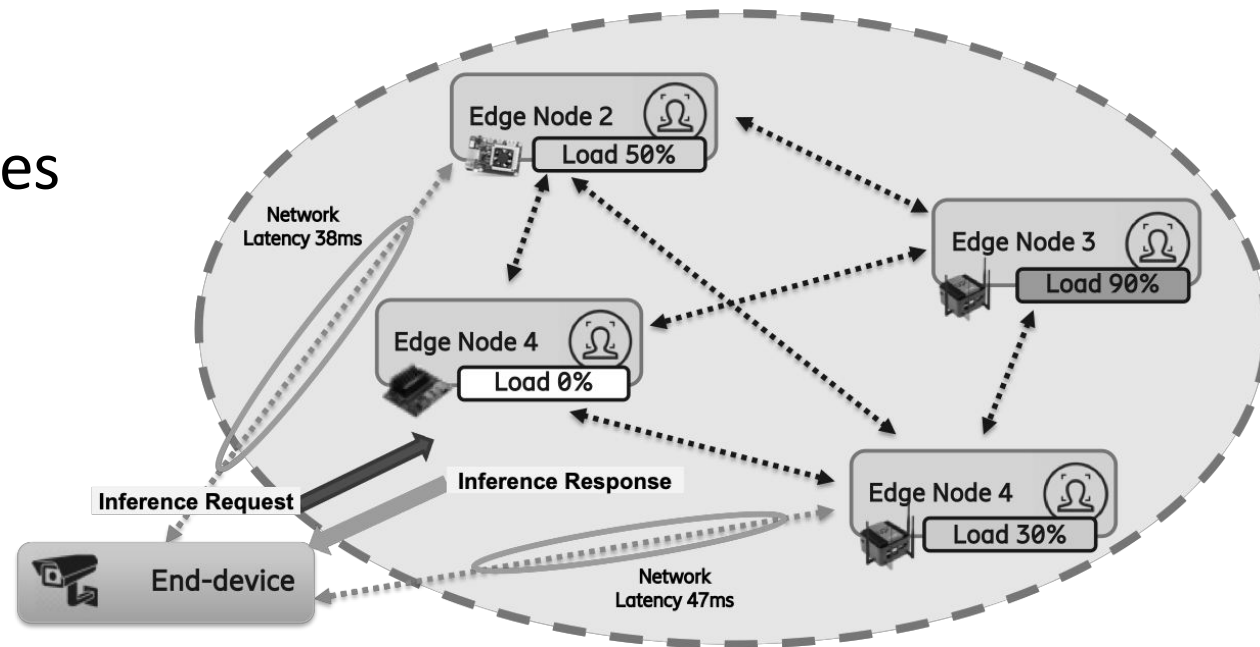 es
Edge Node 2
Load 50%
Network
Latency 38ms
Edge Node 3
Load 90%
Edge Node 4
Load 0%
Inference Request
Inference Response
Edge Node 4
Load 30%
End-device
Network
Latency 47ms